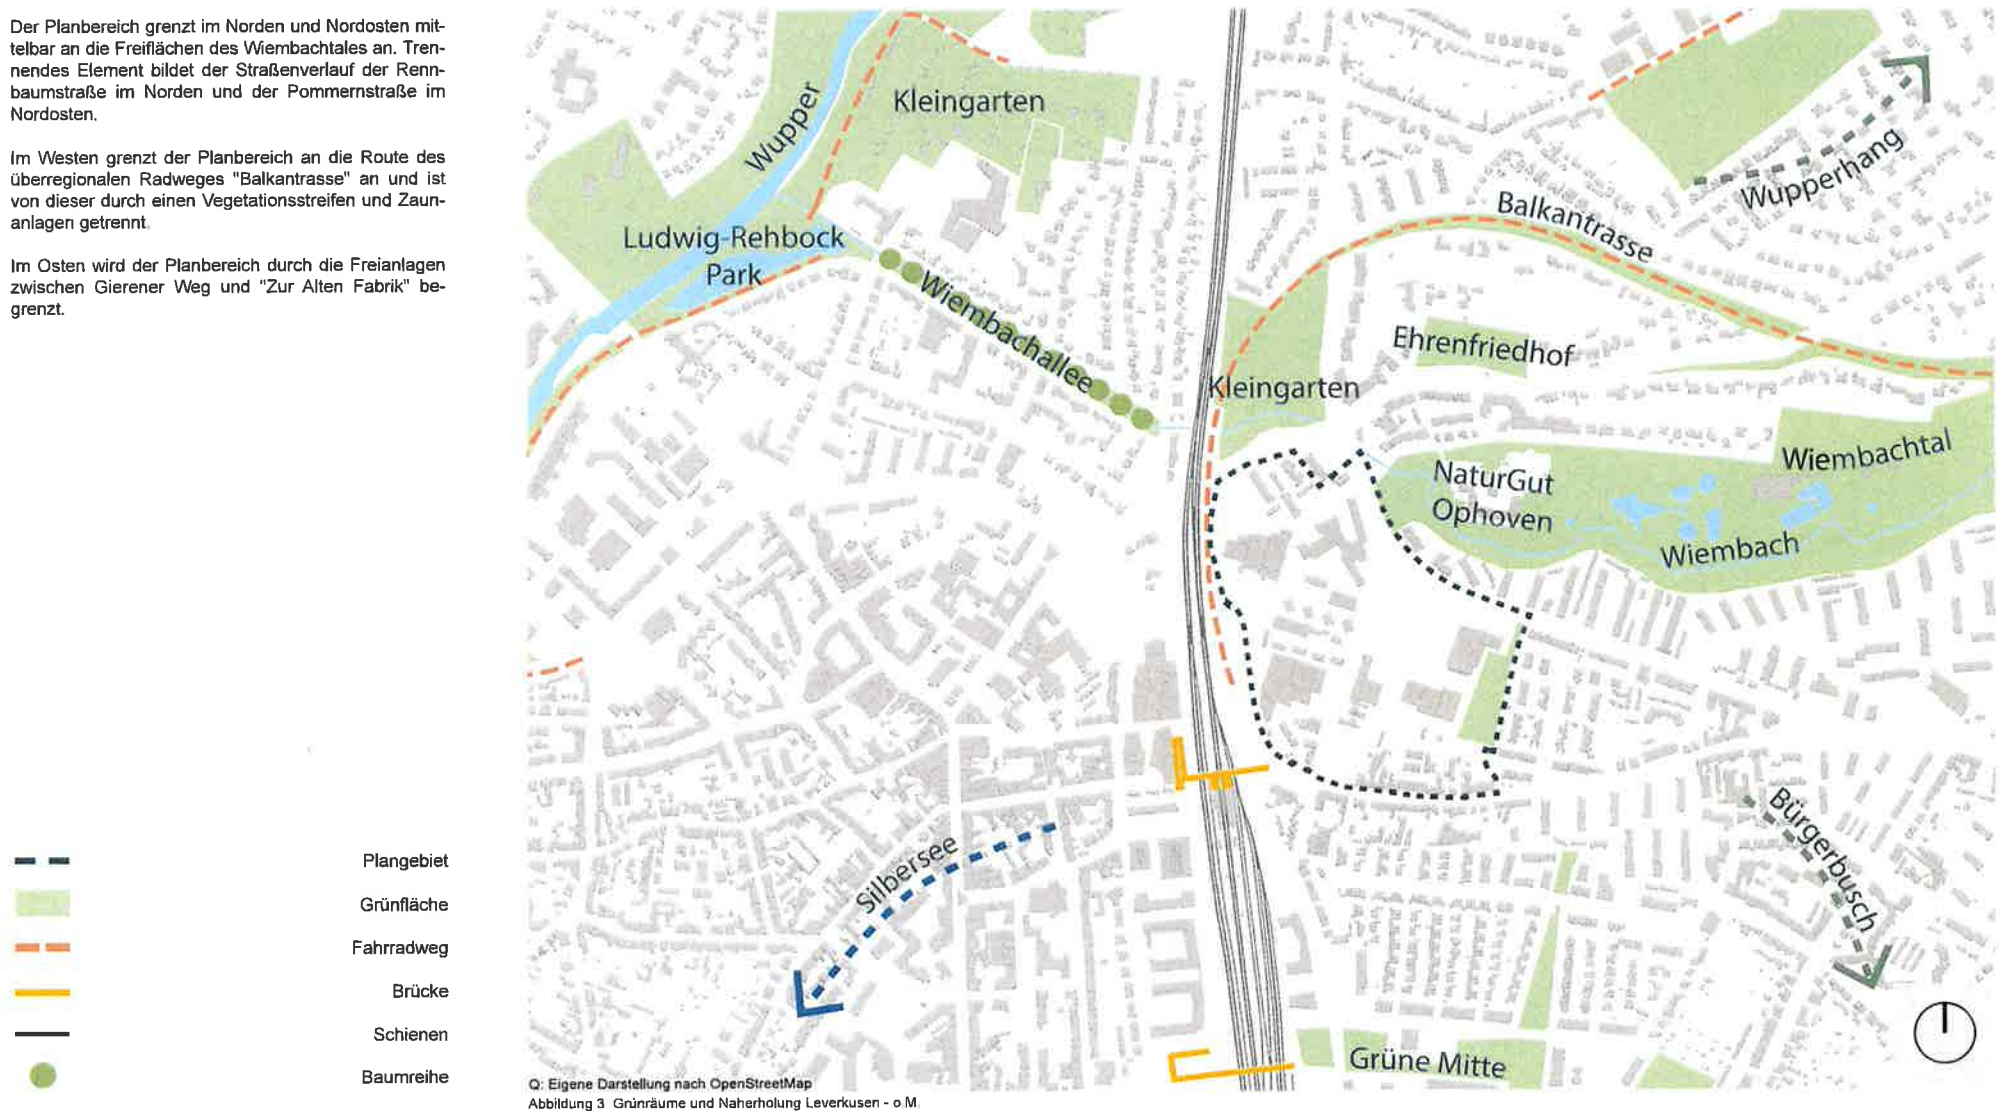 Der Planbereich grenzt im Norden und Nordosten mit-
telbar an die Freiflächen des Wiembachtales an. Tren-
nendes Element bildet der Straßenverlauf der Renn-
baumstraße im Norden und der Pommernstraße im
Nordosten.
Im Westen grenzt der Planbereich an die Route des
überregionalen Radweges "Balkantrasse" an und ist
von dieser durch einen Vegetationsstreifen und Zaun-
anlagen getrennt.
Im Osten wird der Planbereich durch die Freianlagen
zwischen Gierener Weg und "Zur Alten Fabrik" be-
grenzt.
Plangebiet
Grünfläche
Fahrradweg
Brücke
Schienen
Baumreihe
Wupper
Kleingarten
Wupperhang
Balkantrasse
Ludwig-Rehbock
Park
Wiembachallee
Ehrenfriedhof
Kleingarten
Wiembachtal
NaturGut
Ophoven
Wiembach
Silbersee
Bürgerbusch
Grüne Mitte
Q: Eigene Darstellung nach OpenStreetMap
Abbildung 3 Grünräume und Naherholung Leverkusen - o.M.